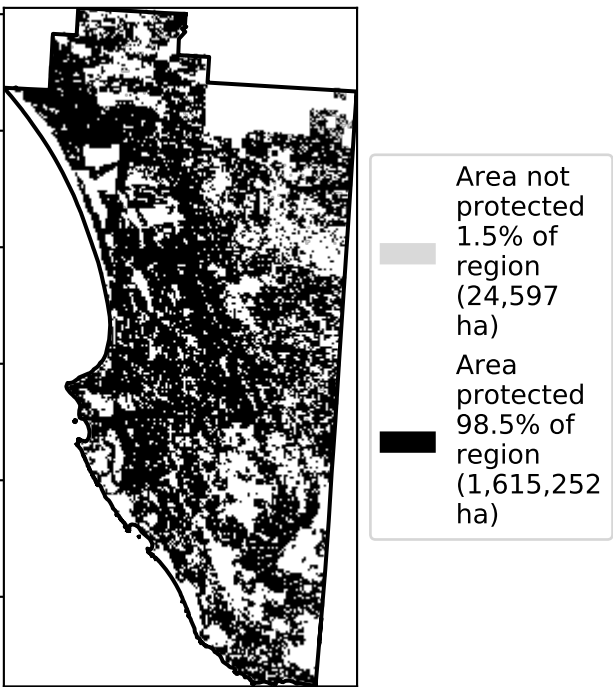 Area not
protected
1.5% of
region
(24,597
ha)
Area
protected
98.5% of
region
(1,615,252
ha)